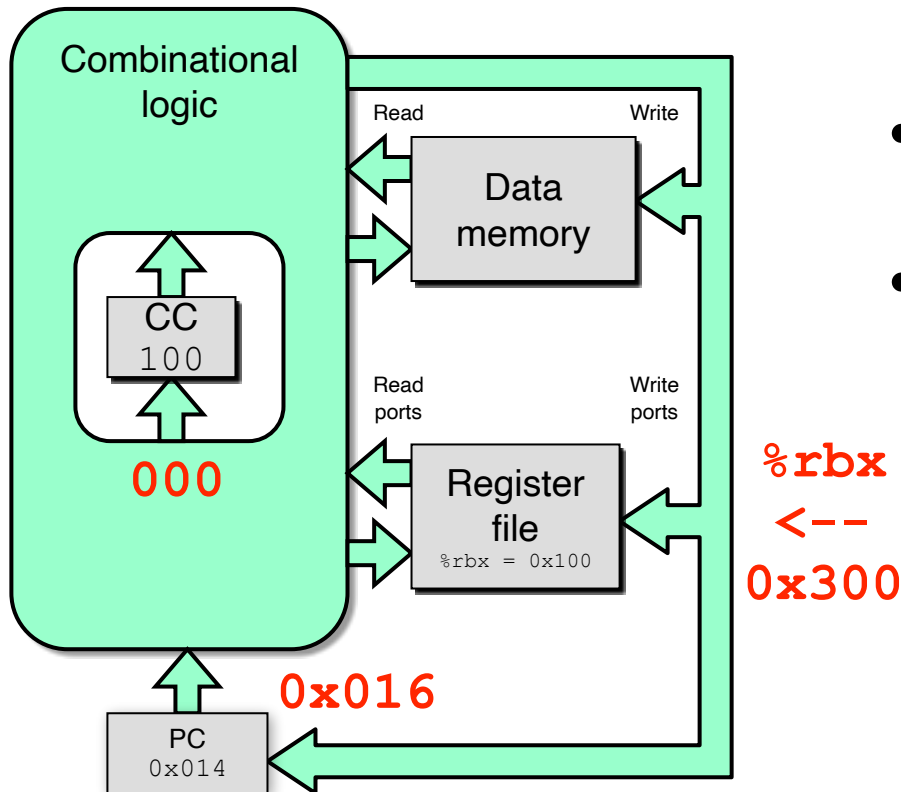 Combinational
logic
Read
Write
Data
memory
CC
100
Read
ports
Write
ports
000
Register
file
%rbx = 0x100
%rbx
<--
0x300
0x016
PC
0x014